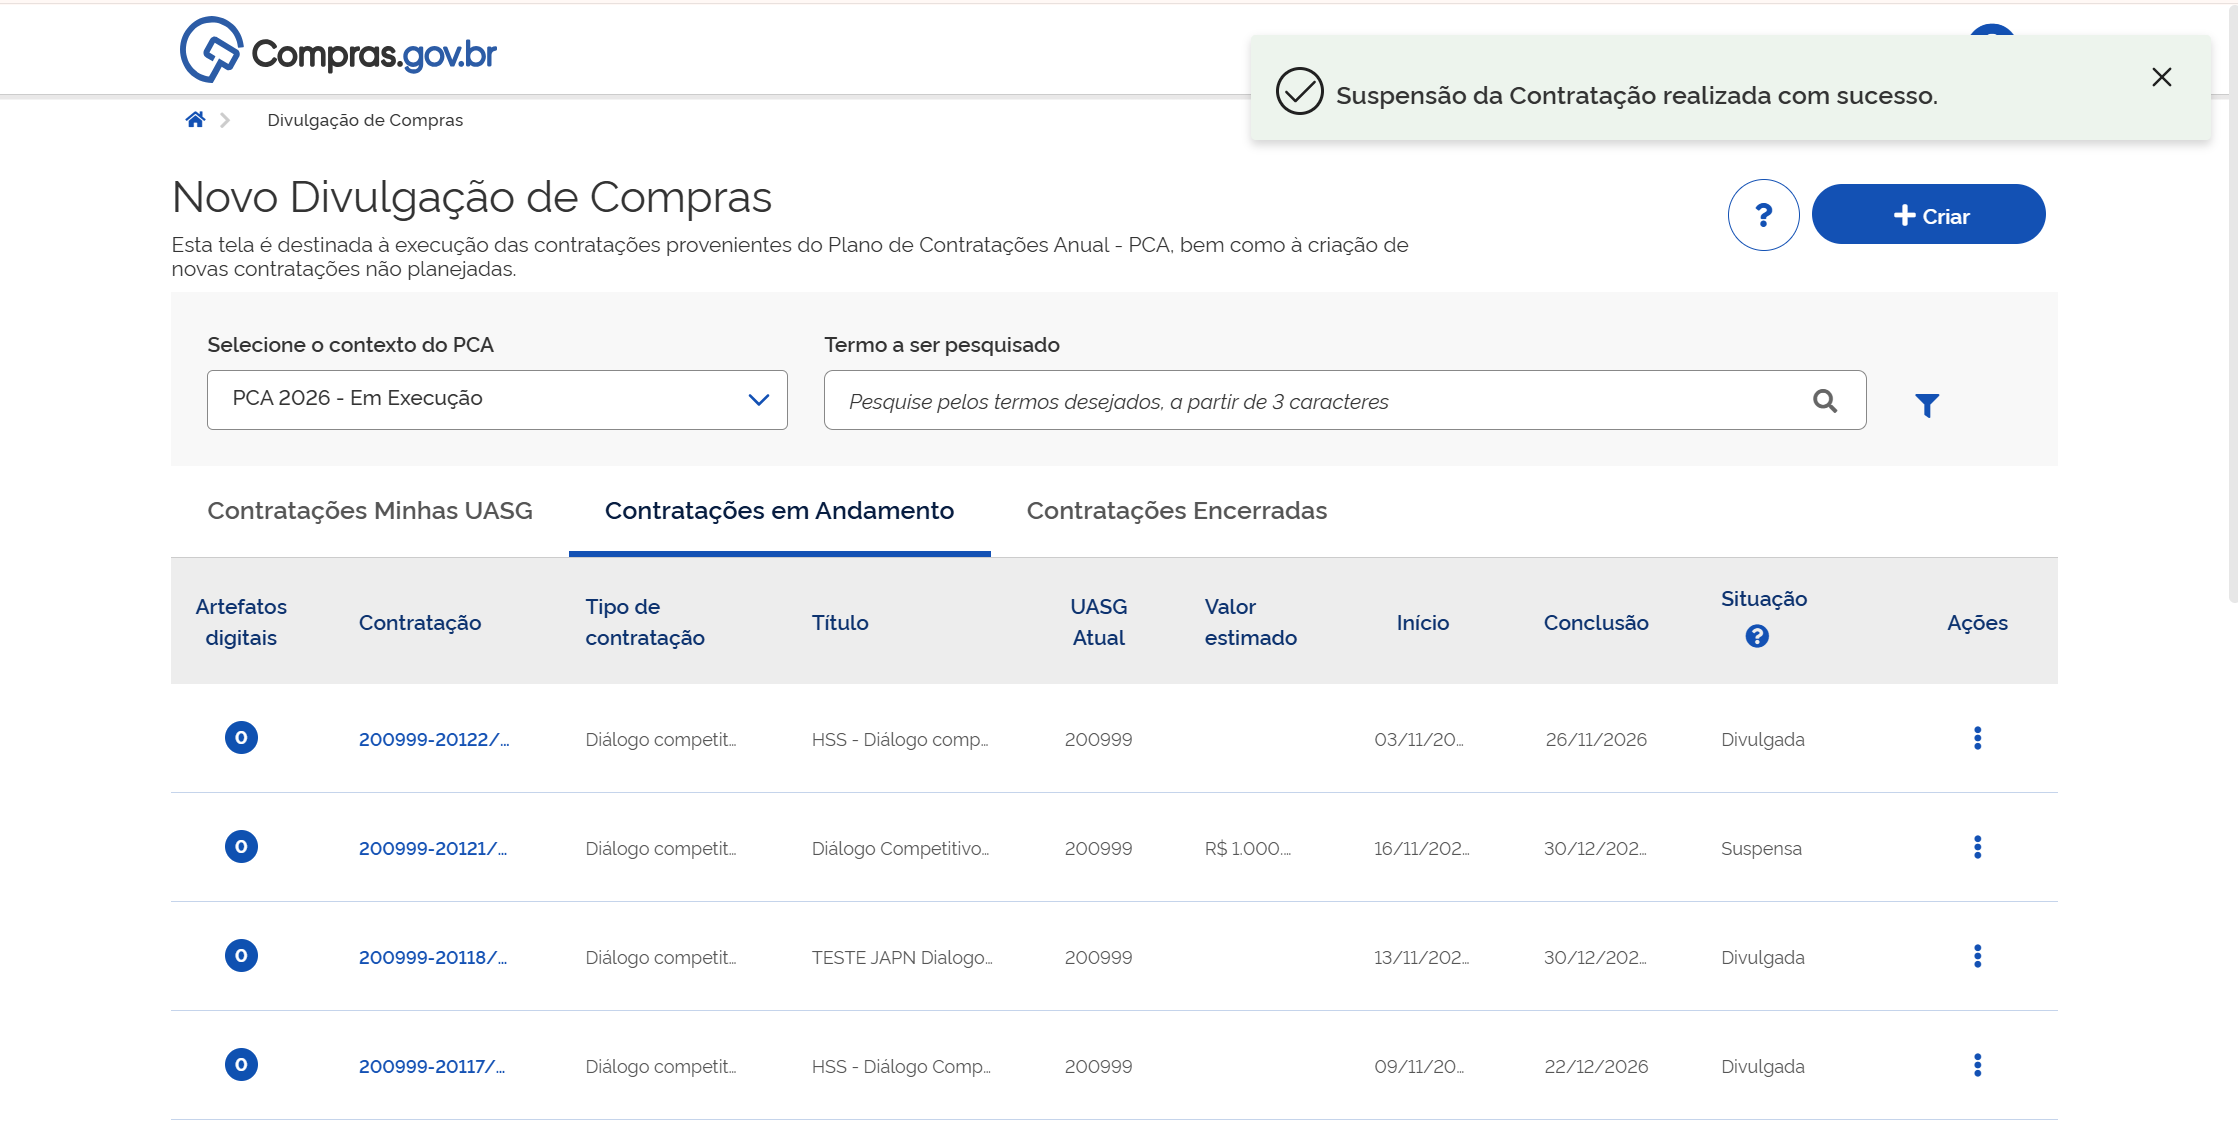 Compras.gov.br
Suspensão da Contratação realizada com sucesso.
Divulgação de Compras
Novo Divulgação de Compras
Esta tela é destinada à execução das contratações provenientes do Plano de Contratações Anual - PCA, bem como à criação de
novas contratações não planejadas.
?
Criar
Selecione o contexto do PCA
Termo a ser pesquisado
PCA 2026 - Em Execução
Pesquise pelos termos desejados, a partir de 3 caracteres
Contratações Minhas UASG
Contratações em Andamento
Contratações Encerradas
Artefatos digitais
Contratação
Tipo de contratação
Título
UASG Atual
Valor estimado
Início
Conclusão
Situação ?
Ações
0 200999-20122/... Diálogo competit... HSS - Diálogo comp... 200999 03/11/20... 26/11/2026 Divulgada
0 200999-20121/... Diálogo competit... Diálogo Competitivo... 200999 R$ 1.000.... 16/11/202... 30/12/202... Suspensa
0 200999-20118/... Diálogo competit... TESTE JAPN Dialogo... 200999 13/11/202... 30/12/202... Divulgada
0 200999-20117/... Diálogo competit... HSS - Diálogo Comp... 200999 09/11/20... 22/12/2026 Divulgada